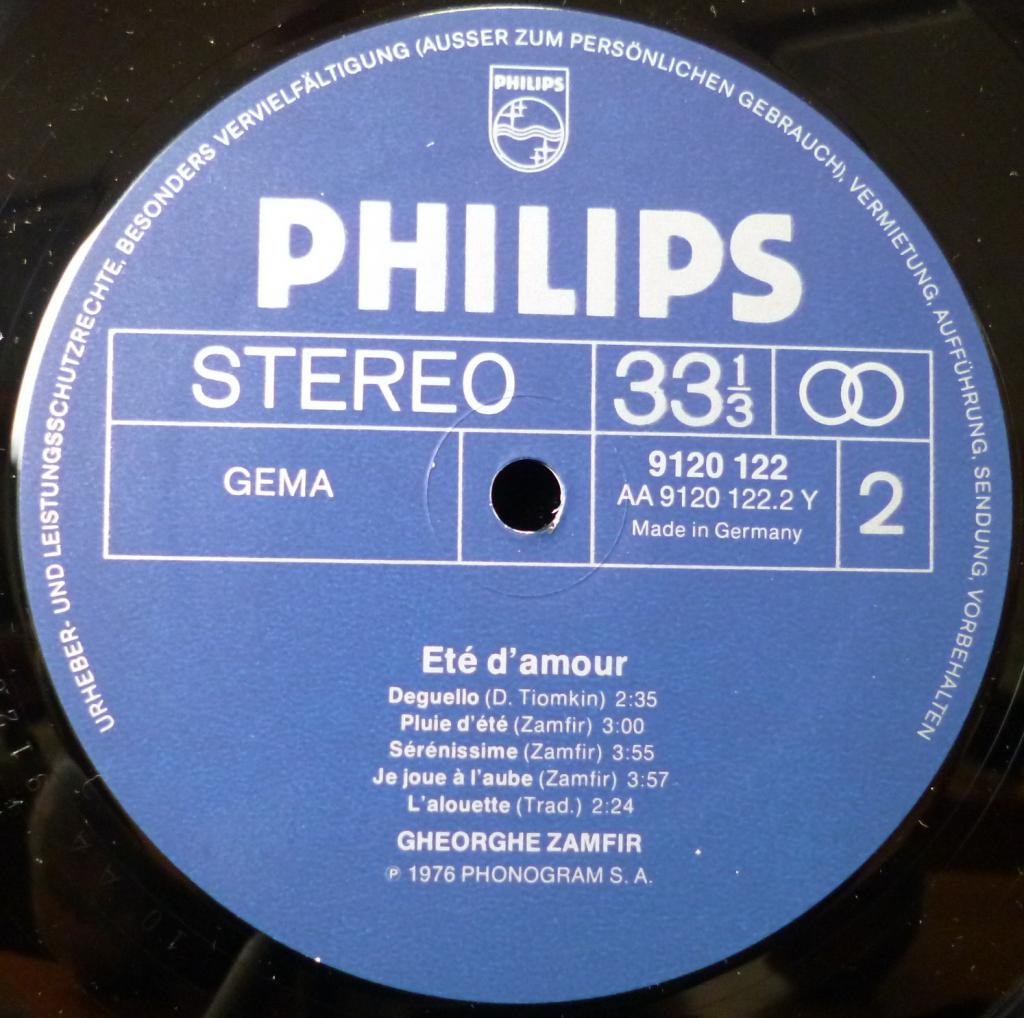 URHEBER- UND LEISTUNGSSCHUTZRECHTE, BESONDERS VERVIELFÄLTIGUNG (AUSSER ZUM PERSÖNLICHEN GEBRAUCH), VERMIETUNG, AUFFÜHRUNG, SENDUNG, VORBEHALTEN
PHILIPS
PHILIPS
STEREO
33 1/3
GEMA
9120 122
AA 9120 122.2 Y
Made in Germany
2
Eté d'amour
Deguello (D. Tiomkin) 2:35
Pluie d'été (Zamfir) 3:00
Sérénissime (Zamfir) 3:55
Je joue à l'aube (Zamfir) 3:57
L'alouette (Trad.) 2:24
GHEORGHE ZAMFIR
℗ 1976 PHONOGRAM S. A.